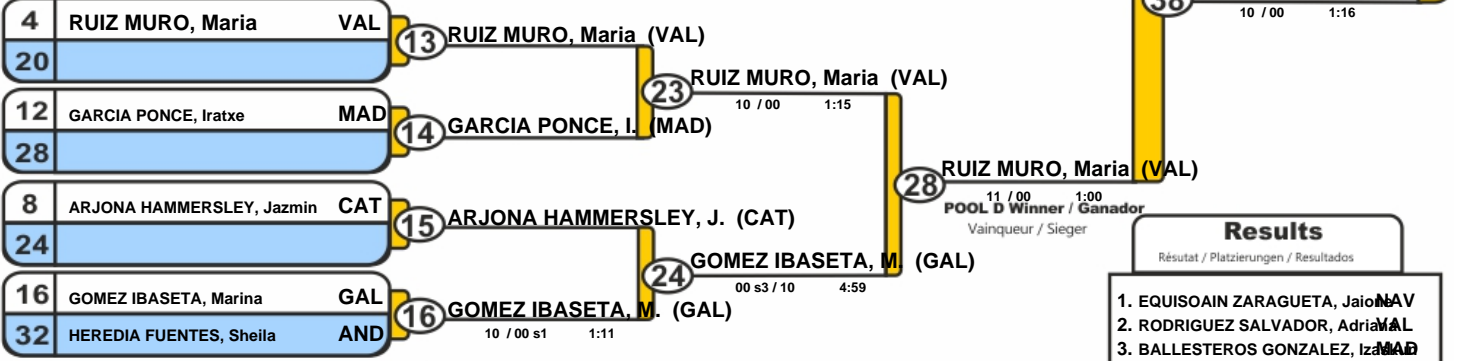 4 RUIZ MURO, Maria VAL
20
13 RUIZ MURO, Maria (VAL)
12 GARCIA PONCE, Iratxe MAD
28
14 GARCIA PONCE, I. (MAD)
23 RUIZ MURO, Maria (VAL)
10 / 00 1:15
8 ARJONA HAMMERSLEY, Jazmin CAT
24
15 ARJONA HAMMERSLEY, J. (CAT)
16 GOMEZ IBASETA, Marina GAL
32 HEREDIA FUENTES, Sheila AND
16 GOMEZ IBASETA, M. (GAL)
10 / 00 s1 1:11
24 GOMEZ IBASETA, M. (GAL)
00 s3 / 10 4:59
28 RUIZ MURO, Maria (VAL)
11 / 00 1:00
POOL D Winner / Ganador
Vainqueur / Sieger
38
10 / 00 1:16
Results
Résutat / Platzierungen / Resultados
1. EQUISOAIN ZARAGUETA, Jaione NAV
2. RODRIGUEZ SALVADOR, Adriana VAL
3. BALLESTEROS GONZALEZ, MAD